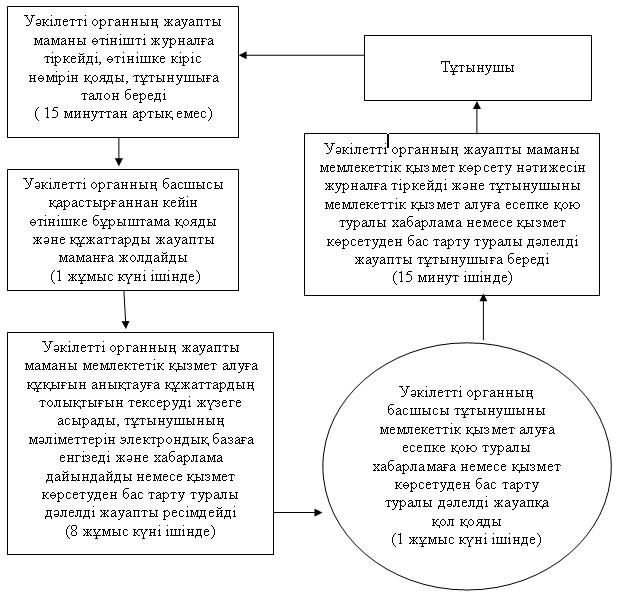 Уәкілетті органның жауапты
маманы өтінішті журналға
тіркейді, өтінішке кіріс
нөмірін қояды, тұтынушыға
талон береді
( 15 минуттан артық емес)
Тұтынушы
Уәкілетті органның жауапты маманы
мемлекеттік қызмет көрсету нәтижесін
журналға тіркейді және тұтынушыны
мемлекеттік қызмет алуға есепке қою
туралы хабарлама немесе қызмет
көрсетуден бас тарту туралы дәлелді
жауапты тұтынушыға береді
(15 минут ішінде)
Уәкілетті органның басшысы
қарастырғаннан кейін
өтінішке бұрыштама қояды
және құжаттарды жауапты
маманға жолдайды
(1 жұмыс күні ішінде)
Уәкілетті органның жауапты
маманы мемлектетік қызмет алуға
құқығын анықтауға құжаттардың
толықтығын тексеруді жүзеге
асырады, тұтынушының
мәліметтерін электрондық базаға
енгізеді және хабарлама
дайындайды немесе қызмет
көрсетуден бас тарту туралы
дәлелді жауапты ресімдейді
(8 жұмыс күні ішінде)
Уәкілетті органның
басшысы тұтынушыны
мемлекеттік қызмет алуға
есепке қою туралы
хабарламаға немесе қызмет
көрсетуден бас тарту
туралы дәлелді жауапқа
қол қояды
(1 жұмыс күні ішінде)